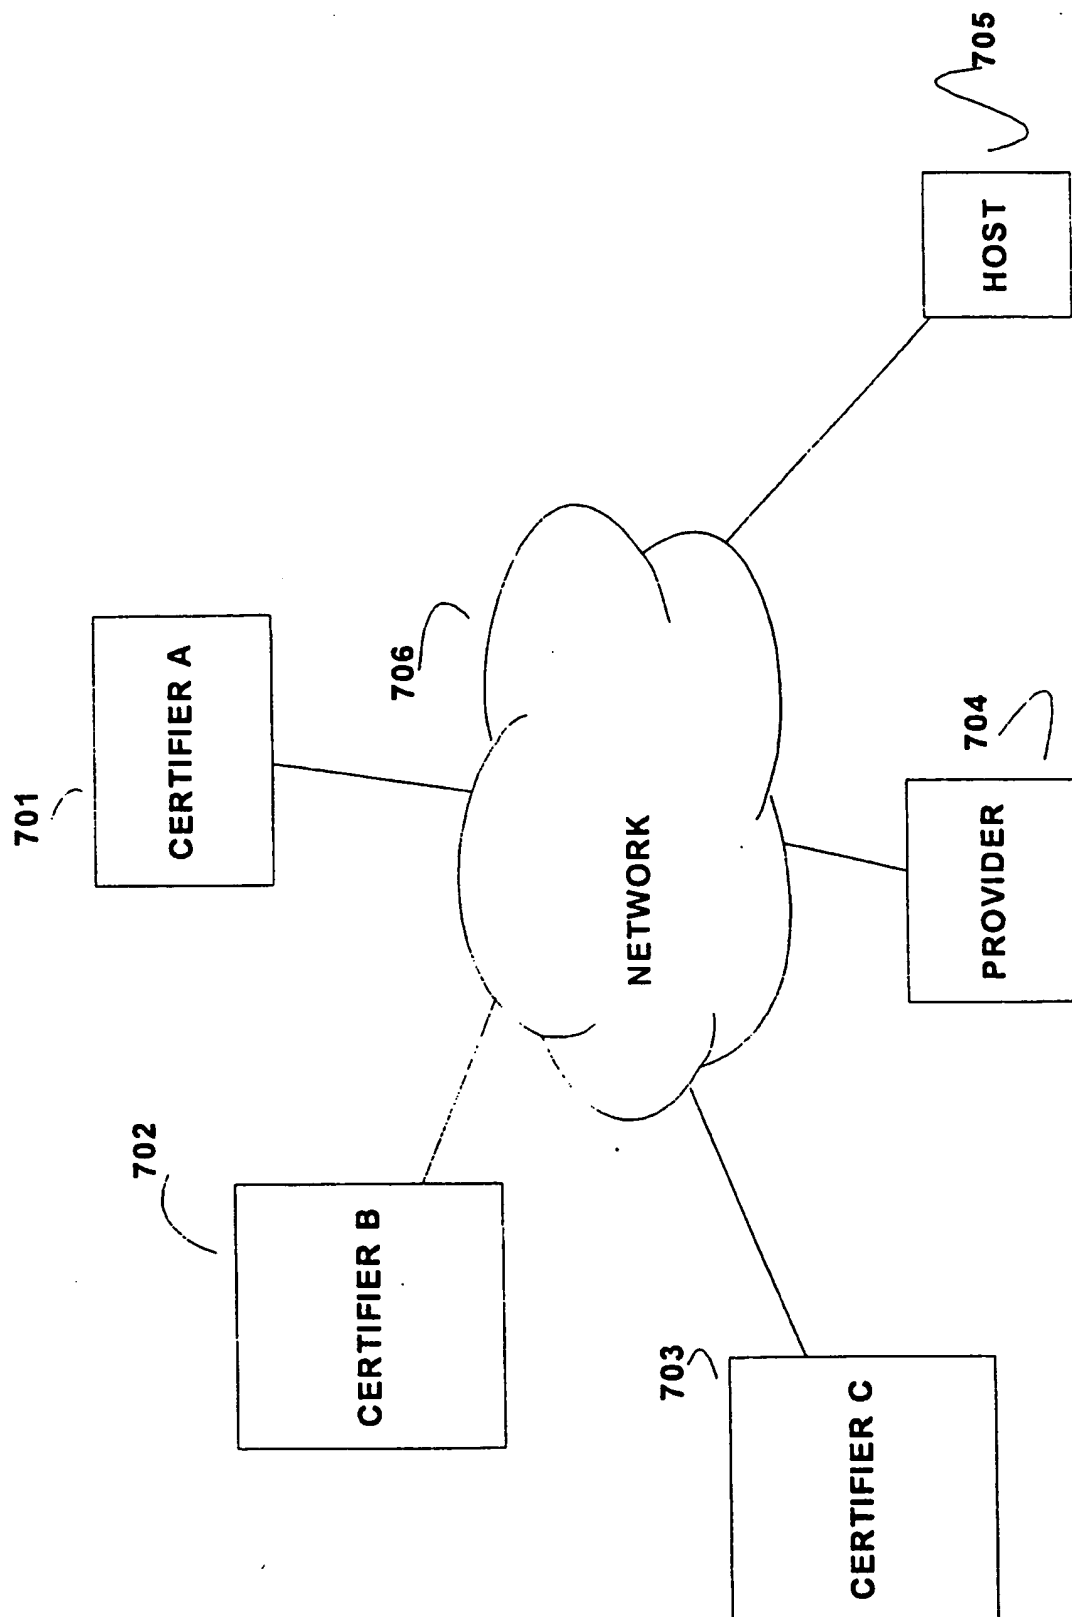 701
CERTIFIER A
702
CERTIFIER B
706
NETWORK
703
CERTIFIER C
704
PROVIDER
705
HOST